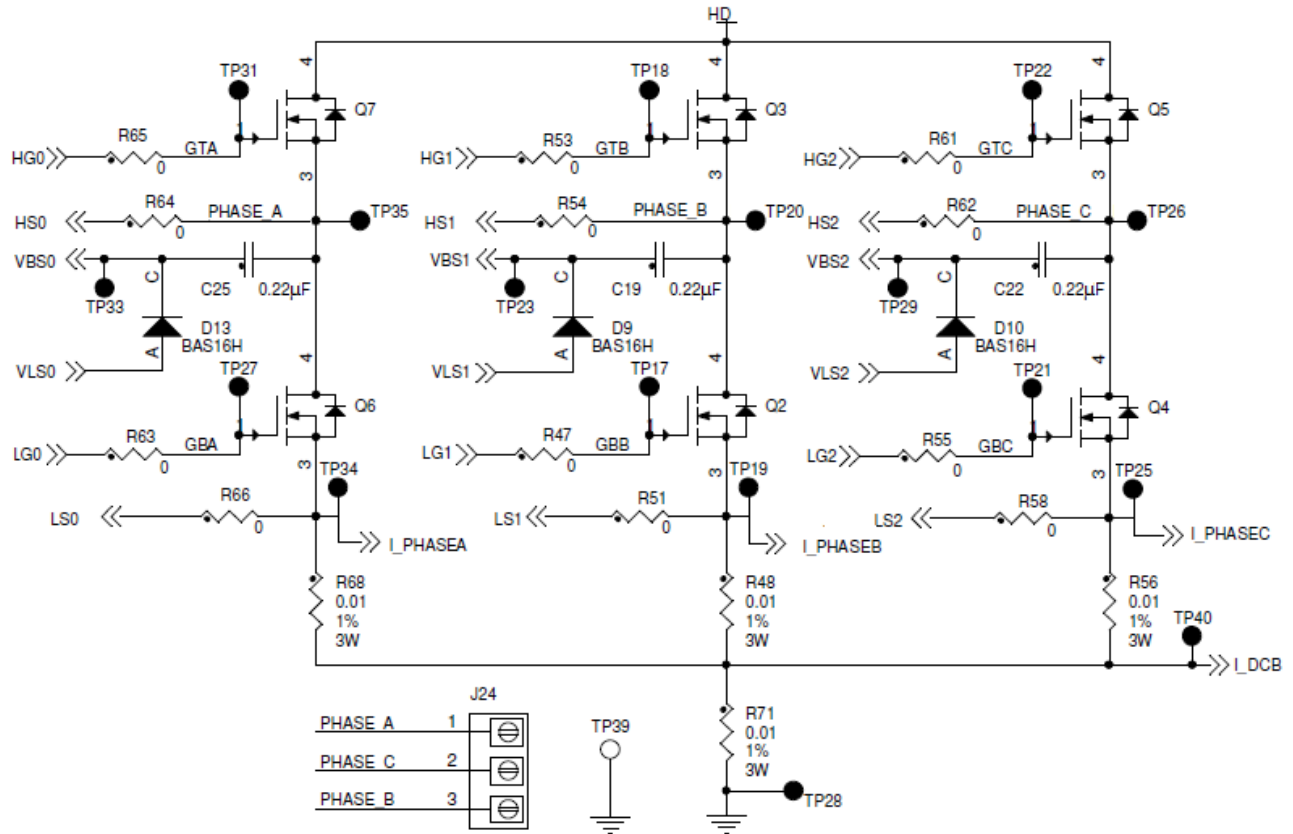 HD
4 4 4
TP31 TP18 TP22
Q7 Q3 Q5
1 1 1
R65 R53 R61
HG0 GTA HG1 GTB HG2 GTC
0 0 0
3 3 3
R64 R54 R62
HS0 PHASE_A TP35 HS1 PHASE_B TP20 HS2 PHASE_C TP26
0 0 0
VBS0 VBS1 VBS2
C C C
TP33 C25 0.22µF TP23 C19 0.22µF TP29 C22 0.22µF
D13 D9 D10
BAS16H BAS16H BAS16H
A A A
4 4 4
VLS0 TP27 VLS1 TP17 VLS2 TP21
Q6 Q2 Q4
1 1 1
R63 R47 R55
LG0 GBA LG1 GBB LG2 GBC
0 0 0
3 3 3
TP34 TP19 TP25
R66 R51 R58
LS0 LS1 LS2
0 0 0
I_PHASEA I_PHASEB I_PHASEC
R68 R48 R56
0.01 0.01 0.01
1% 1% 1%
3W 3W 3W
TP40
I_DCB
J24
PHASE_A 1
PHASE_C 2
PHASE_B 3
TP39
R71
0.01
1%
3W
TP28